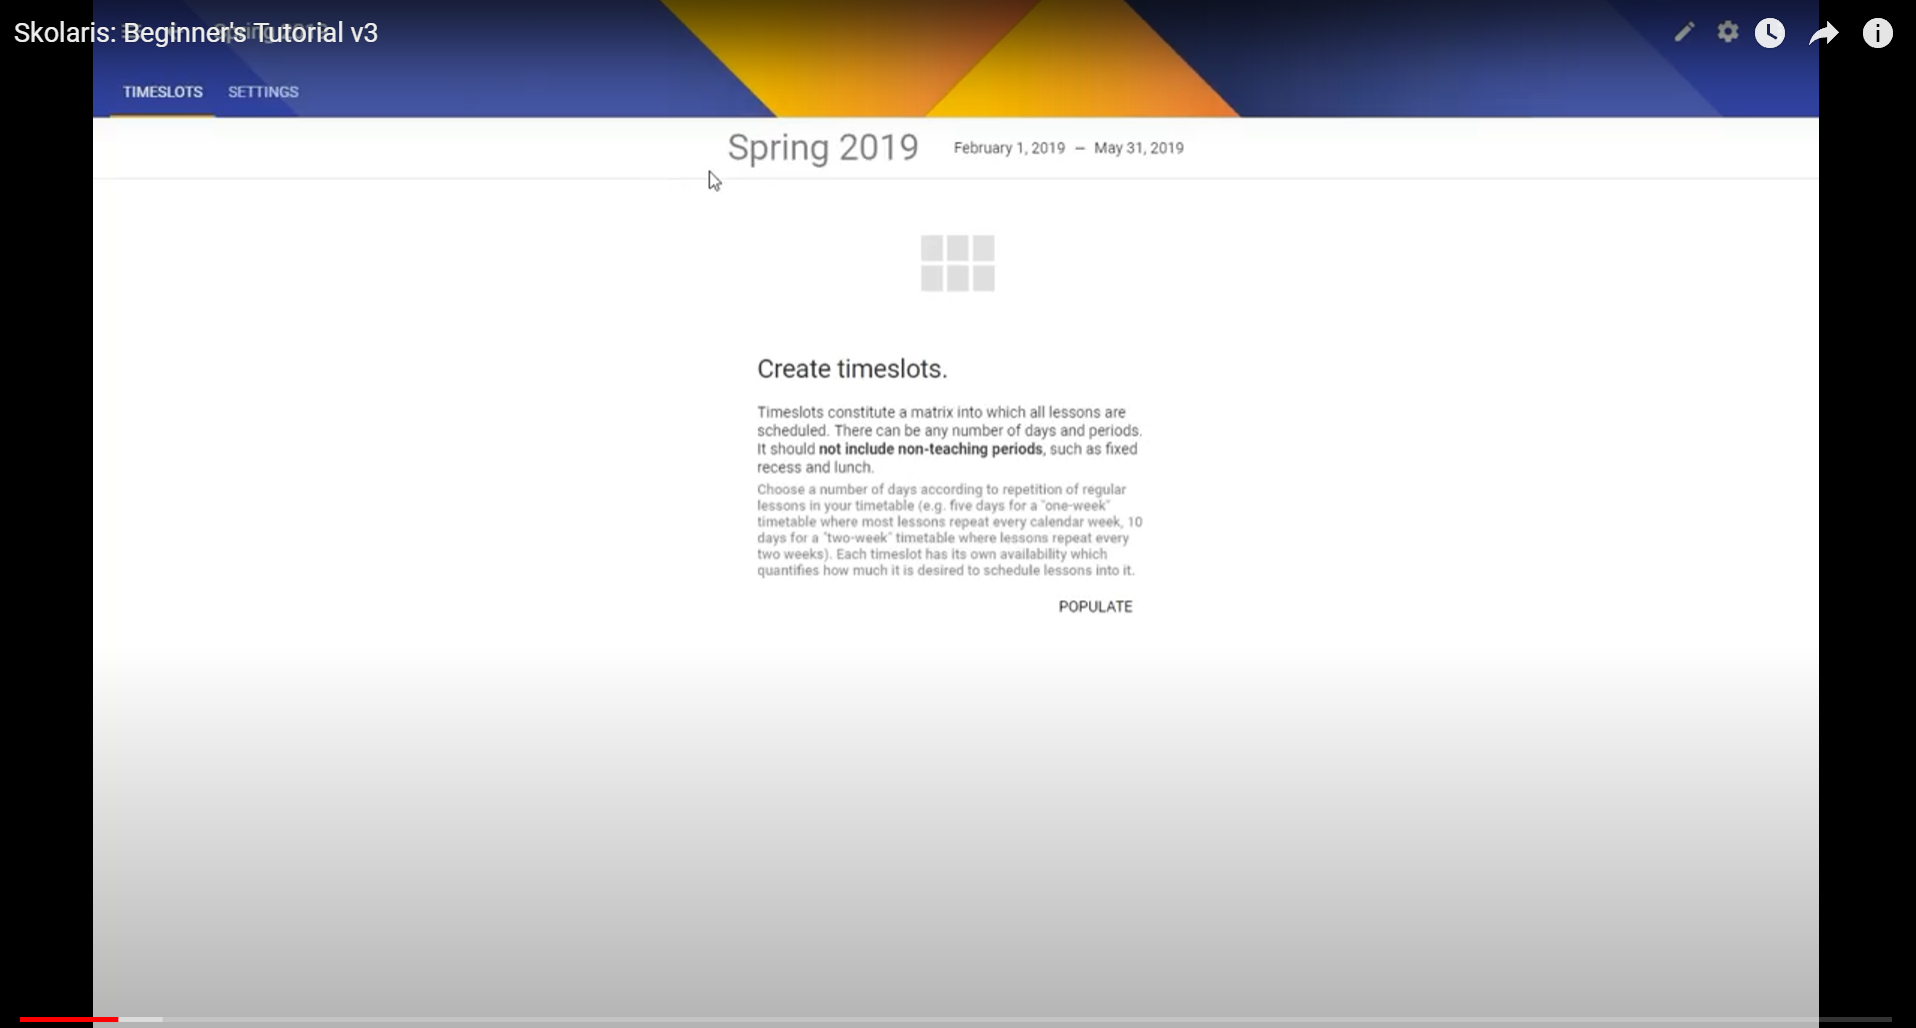 Skolaris: Beginner's Tutorial v3
TIMESLOTS SETTINGS
Spring 2019 February 1, 2019 – May 31, 2019
Create timeslots.
Timeslots constitute a matrix into which all lessons are
scheduled. There can be any number of days and periods.
It should not include non-teaching periods, such as fixed
recess and lunch.
Choose a number of days according to repetition of regular
lessons in your timetable (e.g. five days for a "one-week"
timetable where most lessons repeat every calendar week, 10
days for a "two-week" timetable where lessons repeat every
two weeks). Each timeslot has its own availability which
quantifies how much it is desired to schedule lessons into it.
POPULATE